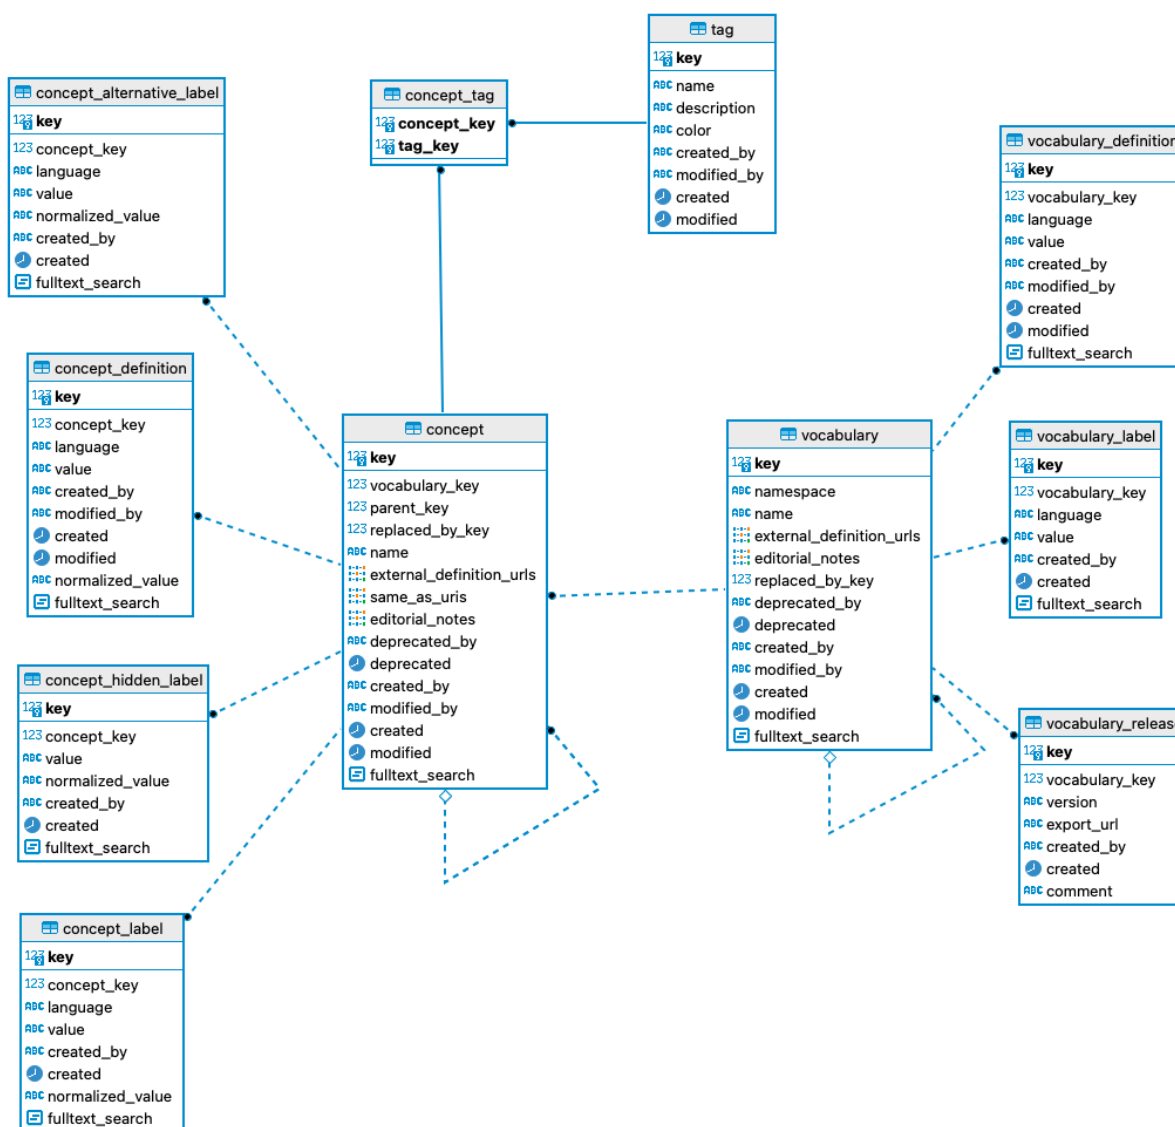 tag
key
name
description
color
created_by
modified_by
created
modified
concept_alternative_label
key
concept_key
language
value
normalized_value
created_by
created
fulltext_search
concept_tag
concept_key
tag_key
vocabulary_definition
key
vocabulary_key
language
value
created_by
modified_by
created
modified
fulltext_search
concept_definition
key
concept_key
language
value
created_by
modified_by
created
modified
normalized_value
fulltext_search
concept
key
vocabulary_key
parent_key
replaced_by_key
name
external_definition_urls
same_as_uris
editorial_notes
deprecated_by
deprecated
created_by
modified_by
created
modified
fulltext_search
vocabulary
key
namespace
name
external_definition_urls
editorial_notes
replaced_by_key
deprecated_by
deprecated
created_by
modified_by
created
modified
fulltext_search
vocabulary_label
key
vocabulary_key
language
value
created_by
created
fulltext_search
concept_hidden_label
key
concept_key
value
normalized_value
created_by
created
fulltext_search
vocabulary_releas
key
vocabulary_key
version
export_url
created_by
created
comment
concept_label
key
concept_key
language
value
created_by
created
normalized_value
fulltext_search